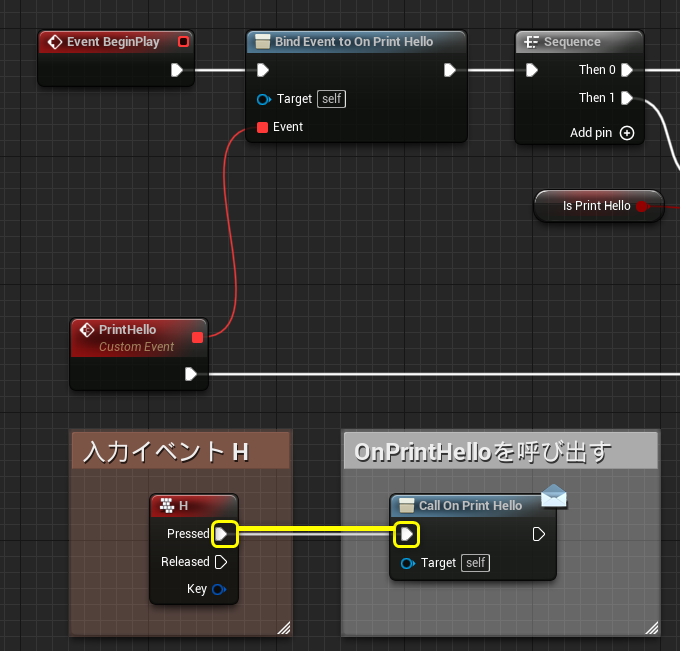 Event BeginPlay
Bind Event to On Print Hello
Target self
Event
Sequence
Then 0
Then 1
Add pin
Is Print Hello
PrintHello
Custom Event
入力イベント H
H
Pressed
Released
Key
OnPrintHelloを呼び出す
Call On Print Hello
Target self